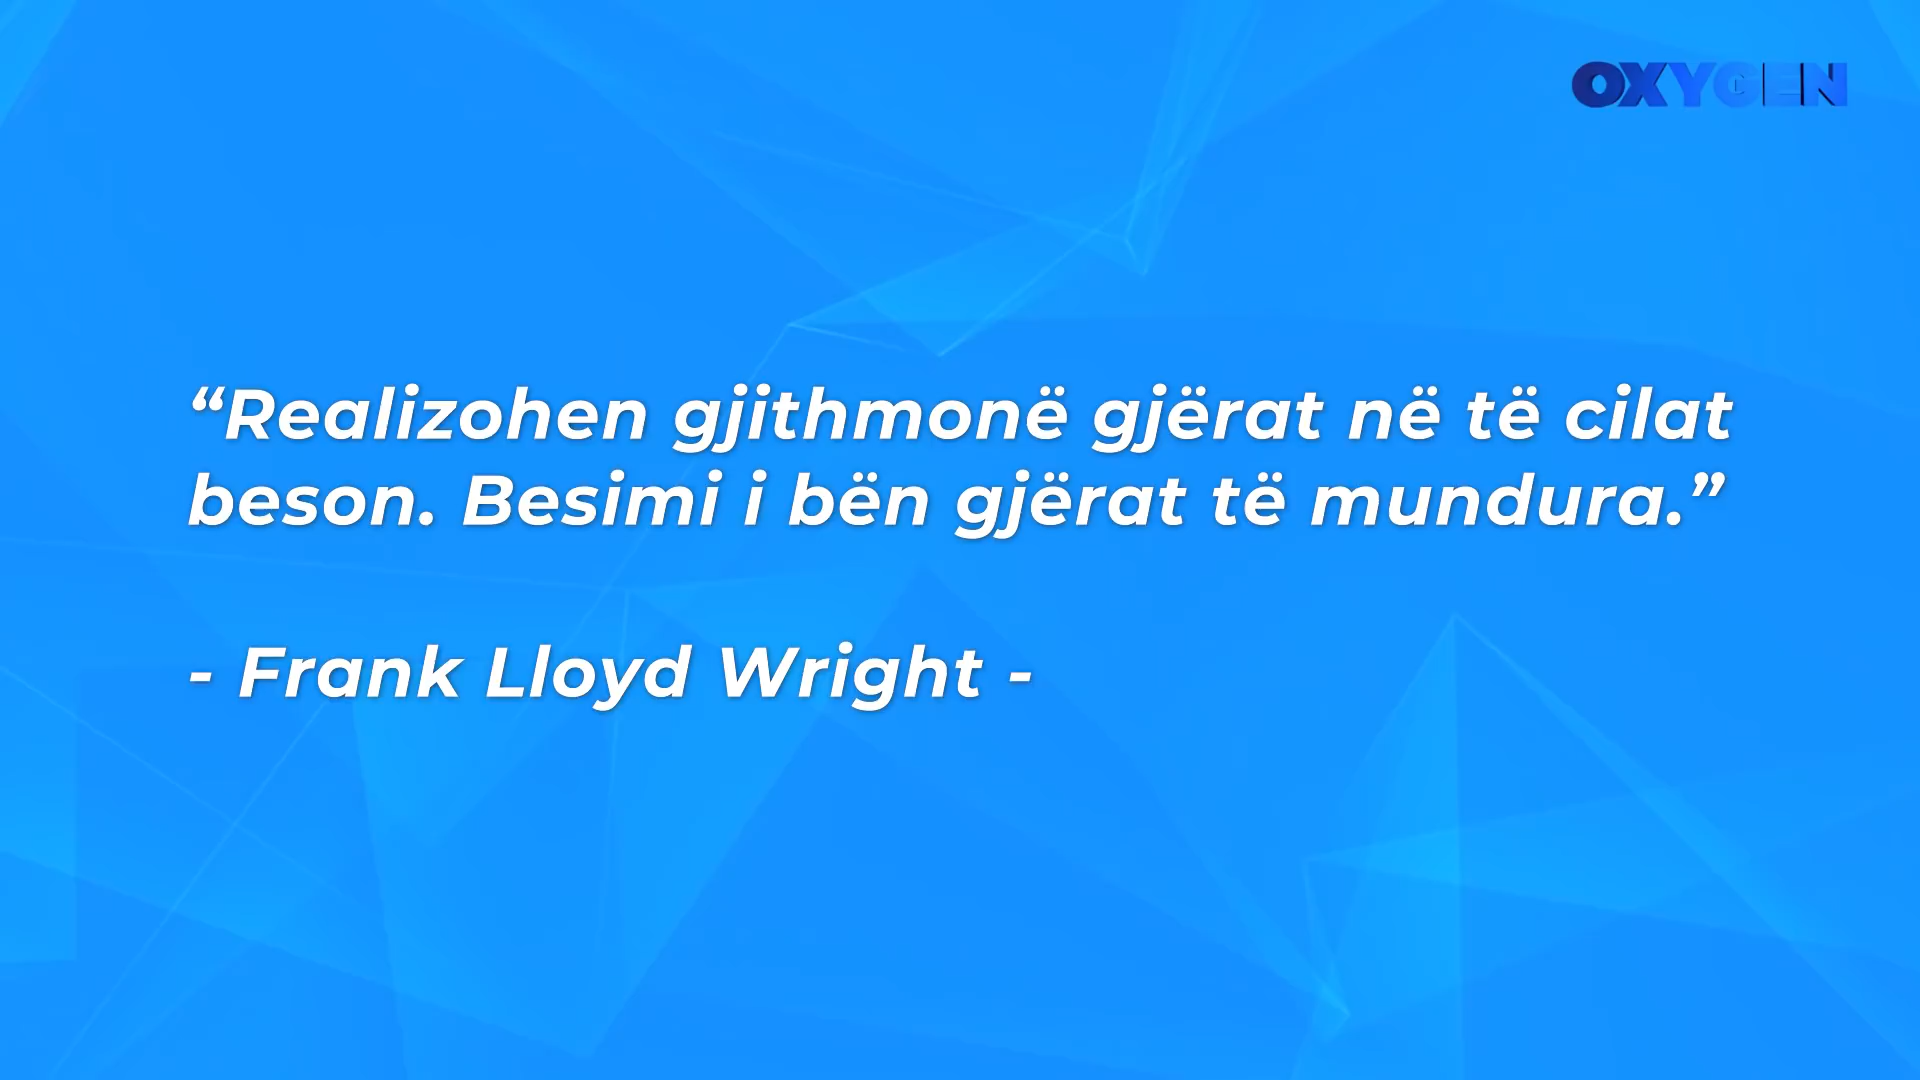 OXYGEN
“Realizohen gjithmonë gjërat në të cilat
beson. Besimi i bën gjërat të mundura.”
- Frank Lloyd Wright -